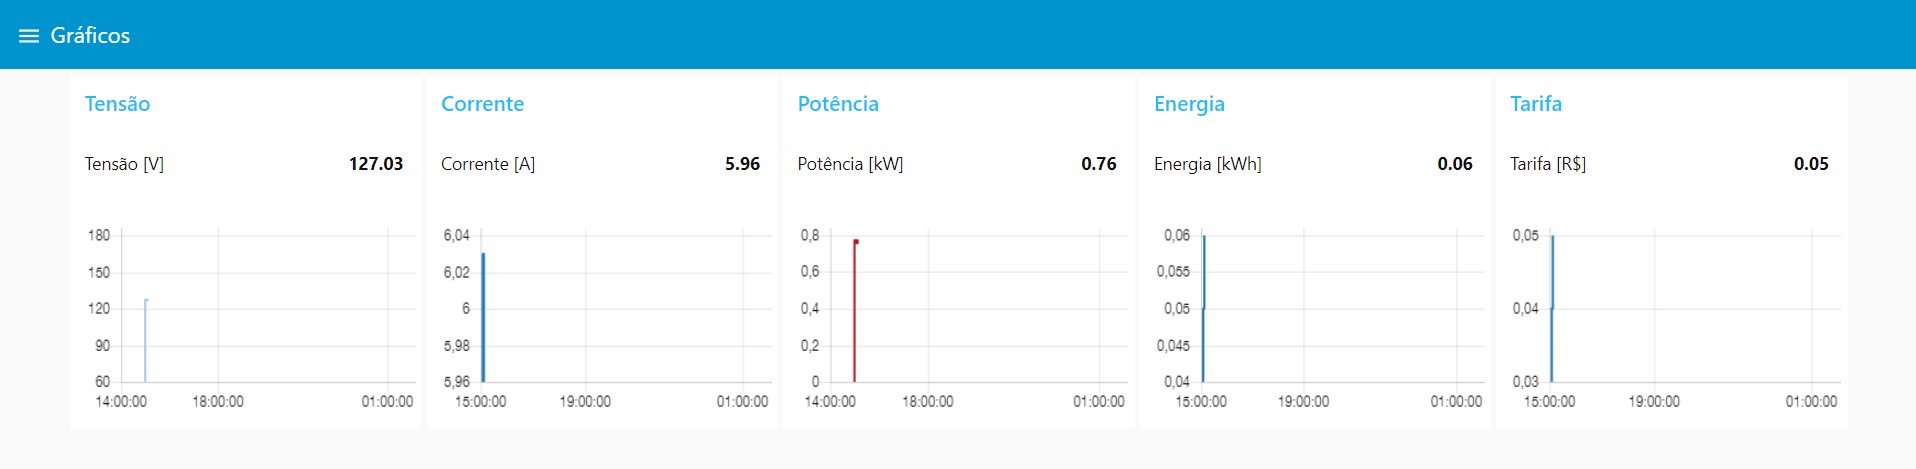 Gráficos
Tensão
Tensão [V] 127.03
180
150
120
90
60
14:00:00 18:00:00 01:00:00
Corrente
Corrente [A] 5.96
6,04
6,02
6
5,98
5,96
15:00:00 19:00:00 01:00:00
Potência
Potência [kW] 0.76
0,8
0,6
0,4
0,2
0
14:00:00 18:00:00 01:00:00
Energia
Energia [kWh] 0.06
0,06
0,055
0,05
0,045
0,04
15:00:00 19:00:00 01:00:00
Tarifa
Tarifa [R$] 0.05
0,05
0,04
0,03
15:00:00 19:00:00 01:00:00